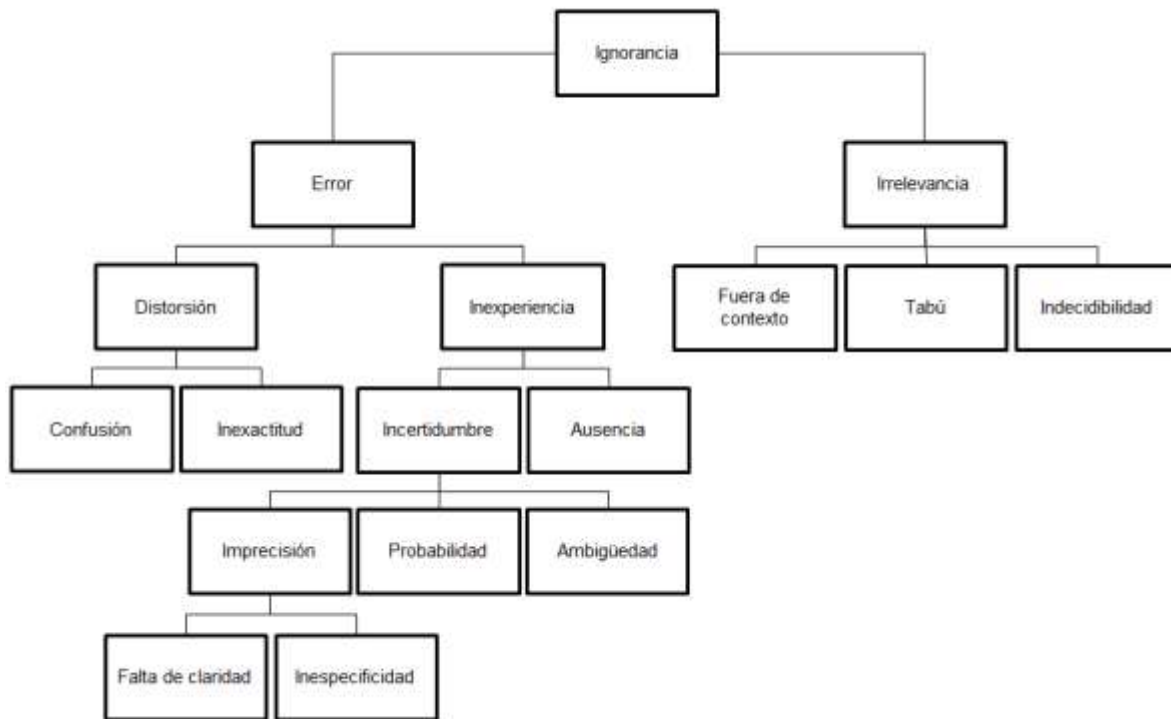 Ignorancia
Error
Irrelevancia
Distorsión
Inexperiencia
Fuera de
contexto
Tabú
Indecidibilidad
Confusión
Inexactitud
Incertidumbre
Ausencia
Imprecisión
Probabilidad
Ambigüedad
Falta de claridad
Inespecificidad